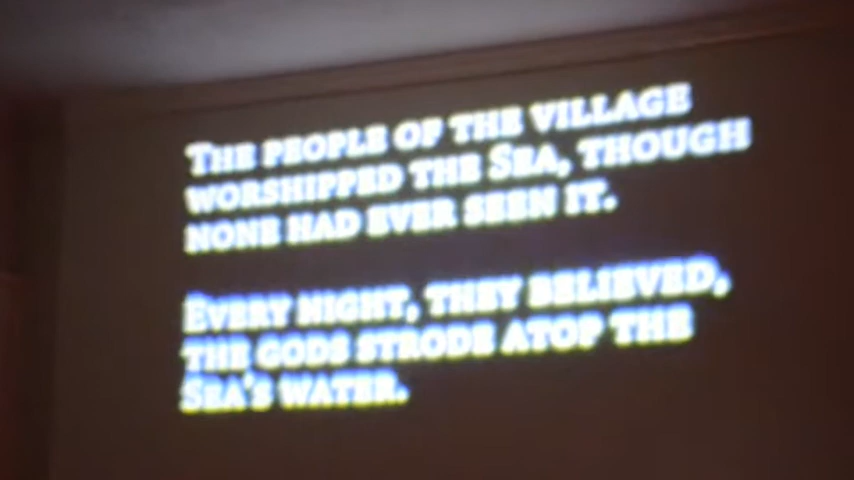 The people of the village
worshipped the Sea, though
none had ever seen it.
Every night, they believed,
the gods strode atop the
Sea's water.